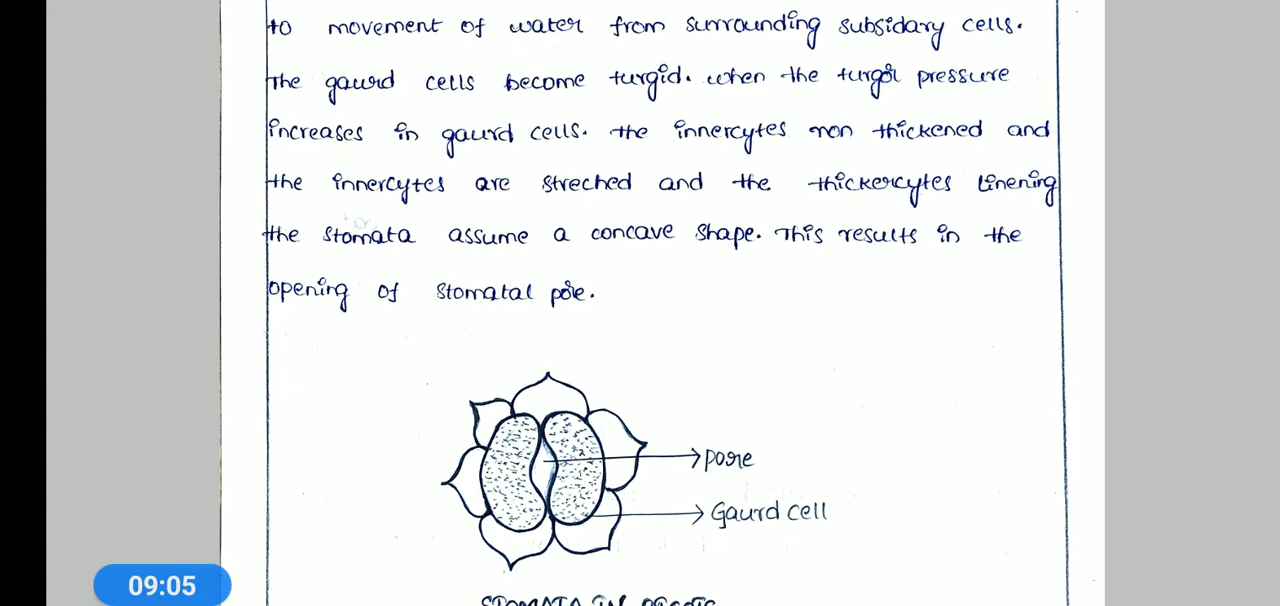 to movement of water from surrounding subsidary cells.
The gaurd cells become turgid. when the turgor pressure
increases in gaurd cells. the innercytes non thickened and
the innercytes are streched and the thickercytes linening
the stomata assume a concave shape. This results in the
opening of stomatal pore.
pore
Gaurd cell
STOMATA IN
09:05